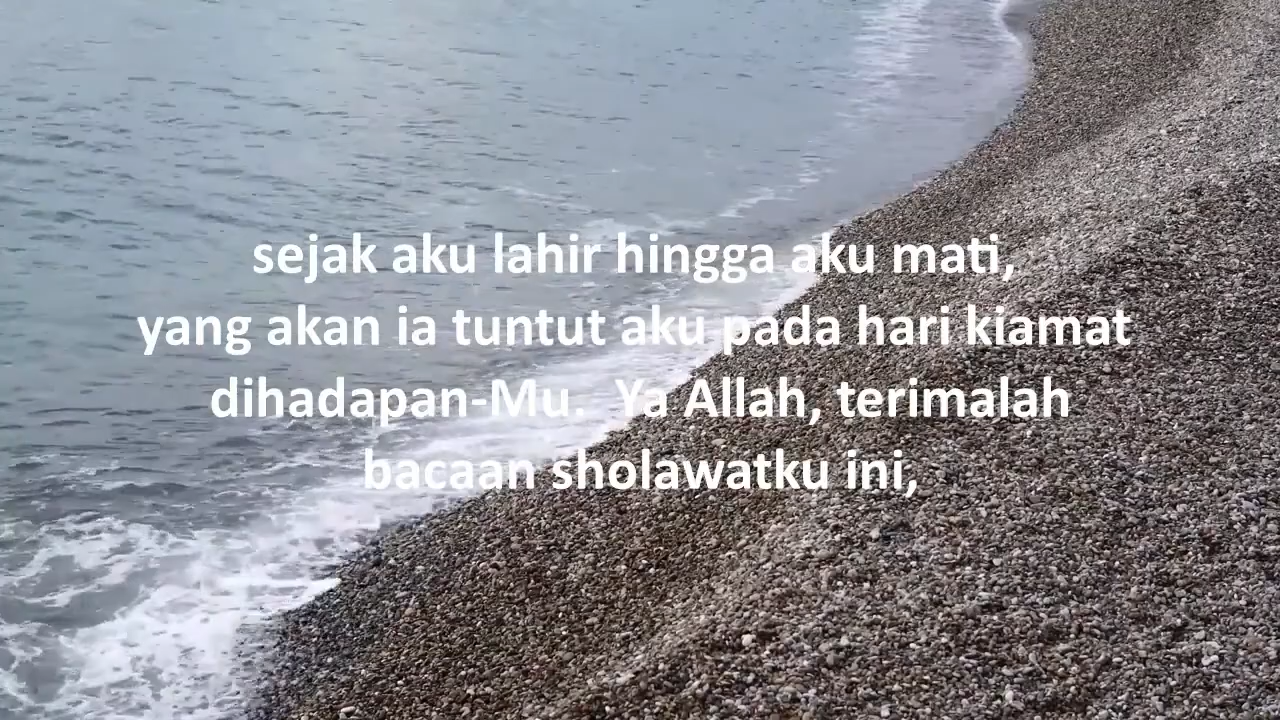 sejak aku lahir hingga aku mati,
yang akan ia tuntut aku pada hari kiamat
dihadapan-Mu.  Ya Allah, terimalah
bacaan sholawatku ini,